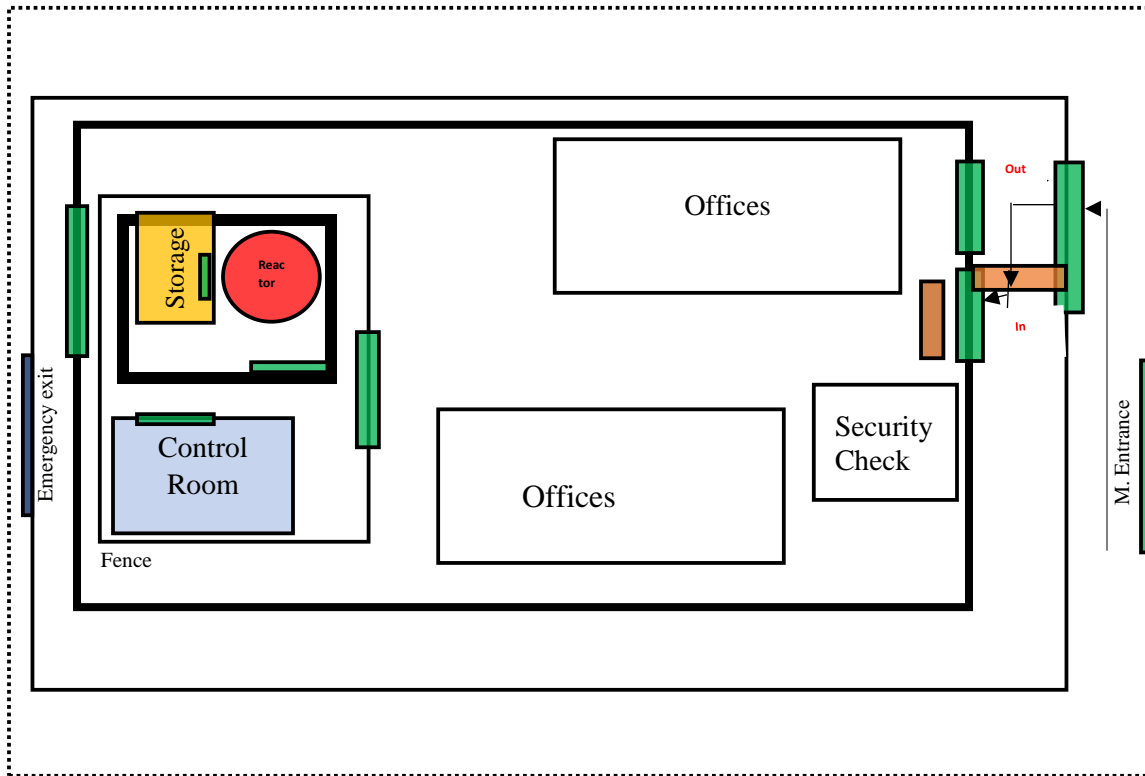 Out
Offices
Storage
Reac
tor
In
Emergency exit
Control
Room
Security
Check
M. Entrance
Offices
Fence